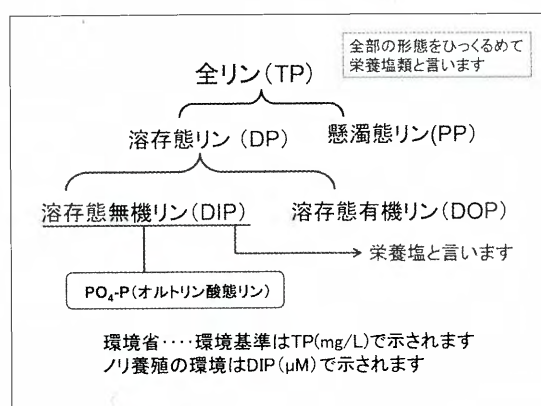 全部の形態をひっくるめて
栄養塩類と言います
全リン(TP)
溶存態リン(DP)
懸濁態リン(PP)
溶存態無機リン(DIP)
溶存態有機リン(DOP)
栄養塩と言います
PO₄-P(オルトリン酸態リン)
環境省‥‥環境基準はTP(mg/L)で示されます
ノリ養殖の環境はDIP(μM)で示されます